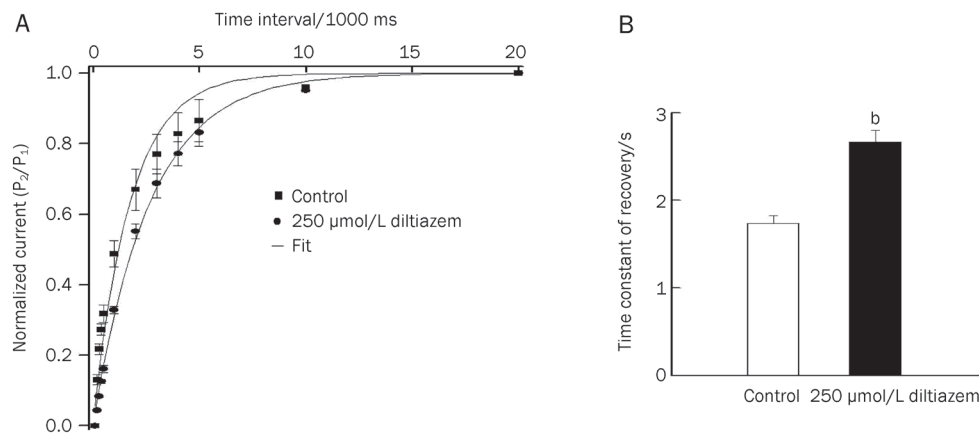 A
Time interval/1000 ms
0 5 10 15 20
1.0
0.8
0.6
0.4
0.2
0.0
Normalized current (P₂/P₁)
Control
250 μmol/L diltiazem
Fit
B
3
2
1
0
Time constant of recovery/s
b
Control 250 μmol/L diltiazem